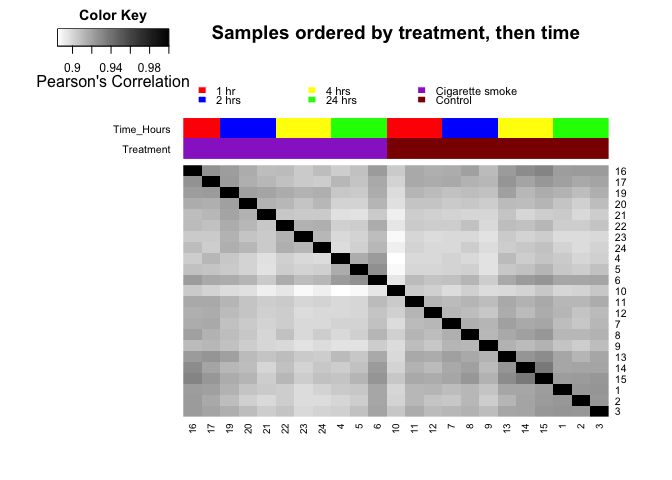 Color Key
Samples ordered by treatment, then time
0.9 0.94 0.98
Pearson's Correlation
1 hr 4 hrs Cigarette smoke
2 hrs 24 hrs Control
Time_Hours
Treatment
16
17
19
20
21
22
23
24
4
5
6
10
11
12
7
8
9
13
14
15
1
2
3
16 17 19 20 21 22 23 24 4 5 6 10 11 12 7 8 9 13 14 15 1 2 3